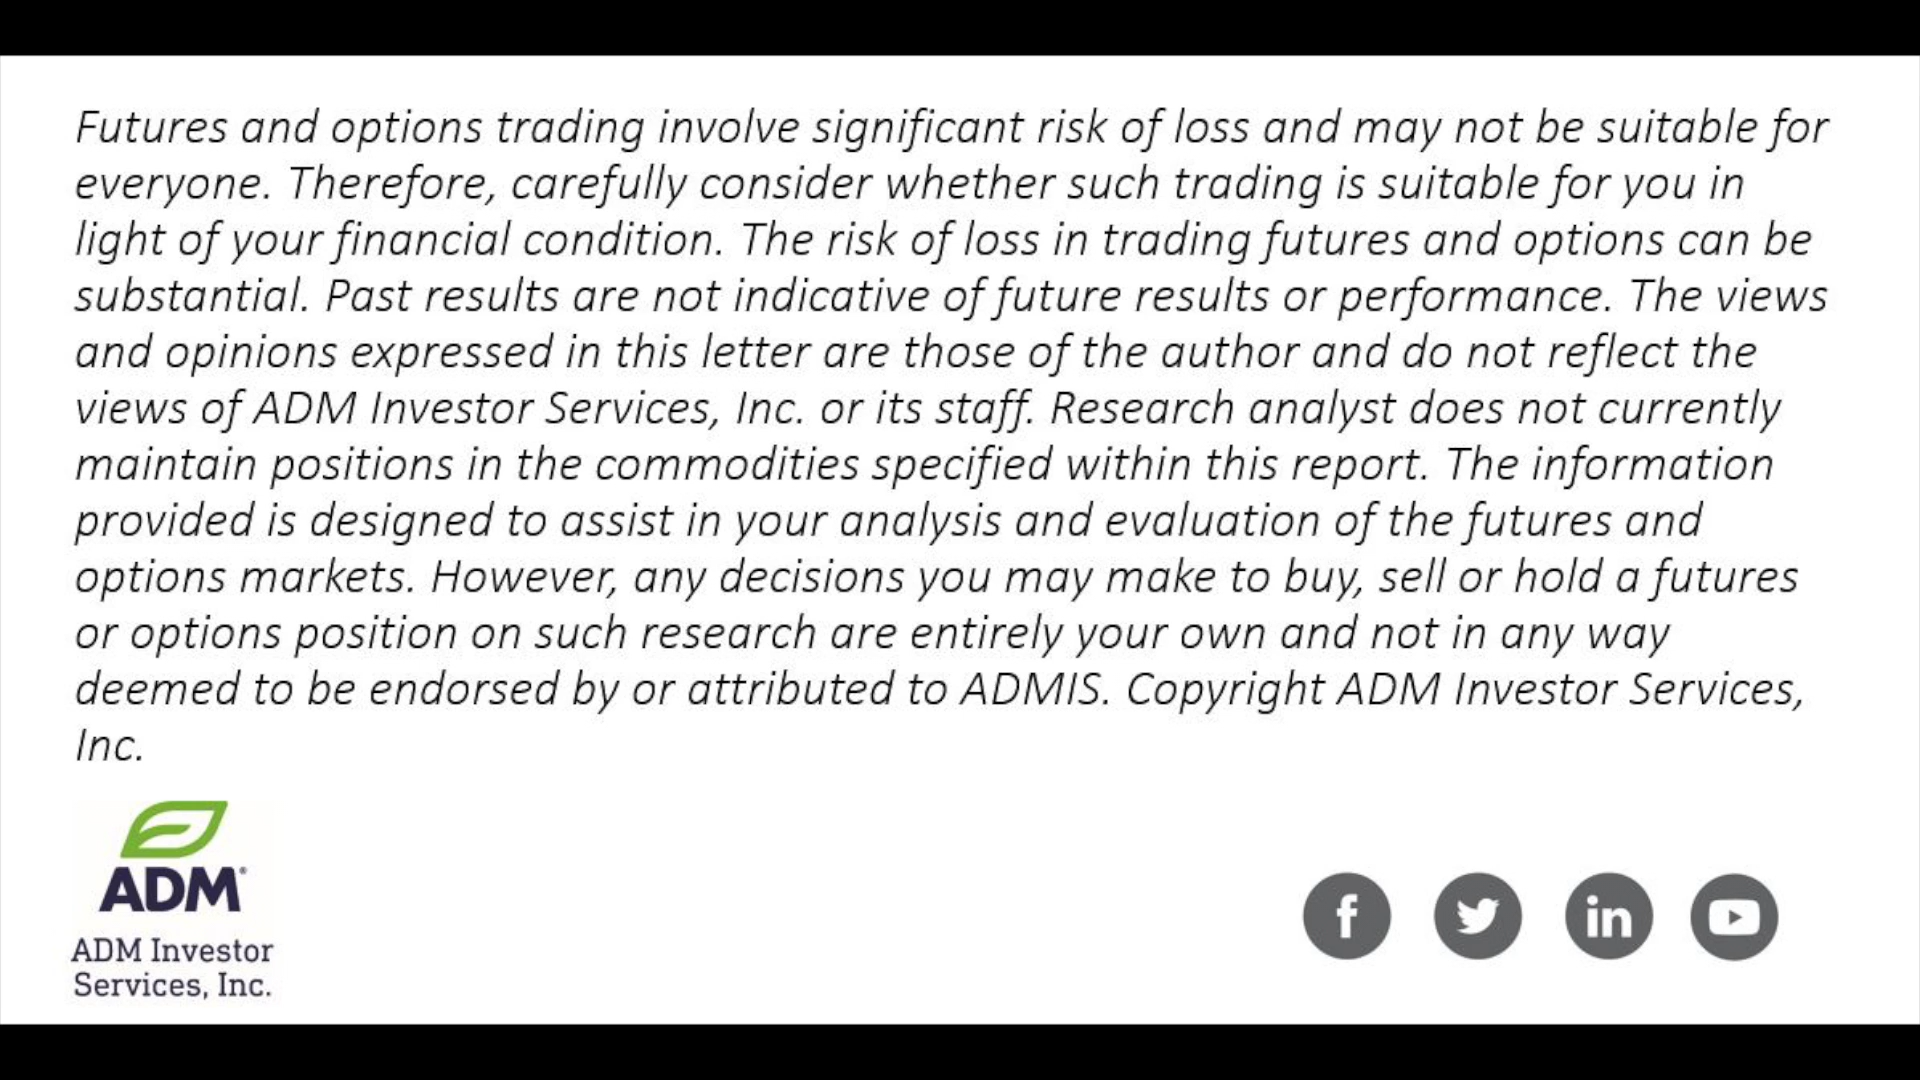 Futures and options trading involve significant risk of loss and may not be suitable for
everyone. Therefore, carefully consider whether such trading is suitable for you in
light of your financial condition. The risk of loss in trading futures and options can be
substantial. Past results are not indicative of future results or performance. The views
and opinions expressed in this letter are those of the author and do not reflect the
views of ADM Investor Services, Inc. or its staff. Research analyst does not currently
maintain positions in the commodities specified within this report. The information
provided is designed to assist in your analysis and evaluation of the futures and
options markets. However, any decisions you may make to buy, sell or hold a futures
or options position on such research are entirely your own and not in any way
deemed to be endorsed by or attributed to ADMIS. Copyright ADM Investor Services,
Inc.
ADM®
ADM Investor
Services, Inc.
f
in